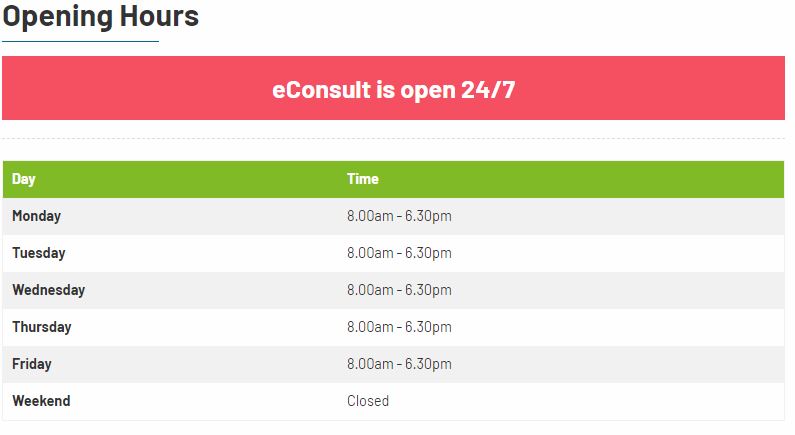 Opening Hours
eConsult is open 24/7
Day Time
Monday 8.00am - 6.30pm
Tuesday 8.00am - 6.30pm
Wednesday 8.00am - 6.30pm
Thursday 8.00am - 6.30pm
Friday 8.00am - 6.30pm
Weekend Closed